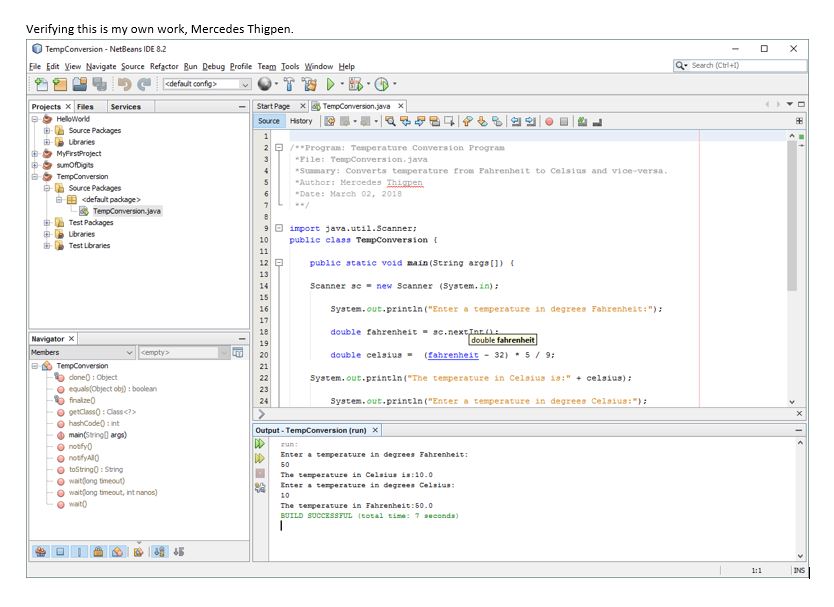 Verifying this is my own work, Mercedes Thigpen.
TempConversion - NetBeans IDE 8.2
File Edit View Navigate Source Refactor Run Debug Profile Team Tools Window Help
Search (Ctrl+I)
<default config>
Projects Files Services
HelloWorld
Source Packages
Libraries
MyFirstProject
sumOfDigits
TempConversion
Source Packages
<default package>
TempConversion.java
Test Packages
Libraries
Test Libraries
Navigator
Members <empty>
TempConversion
clone() : Object
equals(Object obj) : boolean
finalize()
getClass() : Class<?>
hashCode() : int
main(String[] args)
notify()
notifyAll()
toString() : String
wait(long timeout)
wait(long timeout, int nanos)
wait()
Start Page TempConversion.java
Source History
1
2 /**Program: Temperature Conversion Program
3 *File: TempConversion.java
4 *Summary: Converts temperature from Fahrenheit to Celsius and vice-versa.
5 *Author: Mercedes Thigpen
6 *Date: March 02, 2018
7 **/
8
9 import java.util.Scanner;
10 public class TempConversion {
11
12 public static void main(String args[]) {
13
14 Scanner sc = new Scanner (System.in);
15
16 System.out.println("Enter a temperature in degrees Fahrenheit:");
17
18 double fahrenheit = sc.nextInt();
double fahrenheit
19
20 double celsius = (fahrenheit - 32) * 5 / 9;
21
22 System.out.println("The temperature in Celsius is:" + celsius);
23
24 System.out.println("Enter a temperature in degrees Celsius:");
Output - TempConversion (run)
run:
Enter a temperature in degrees Fahrenheit:
50
The temperature in Celsius is:10.0
Enter a temperature in degrees Celsius:
10
The temperature in Fahrenheit:50.0
BUILD SUCCESSFUL (total time: 7 seconds)
1:1 INS